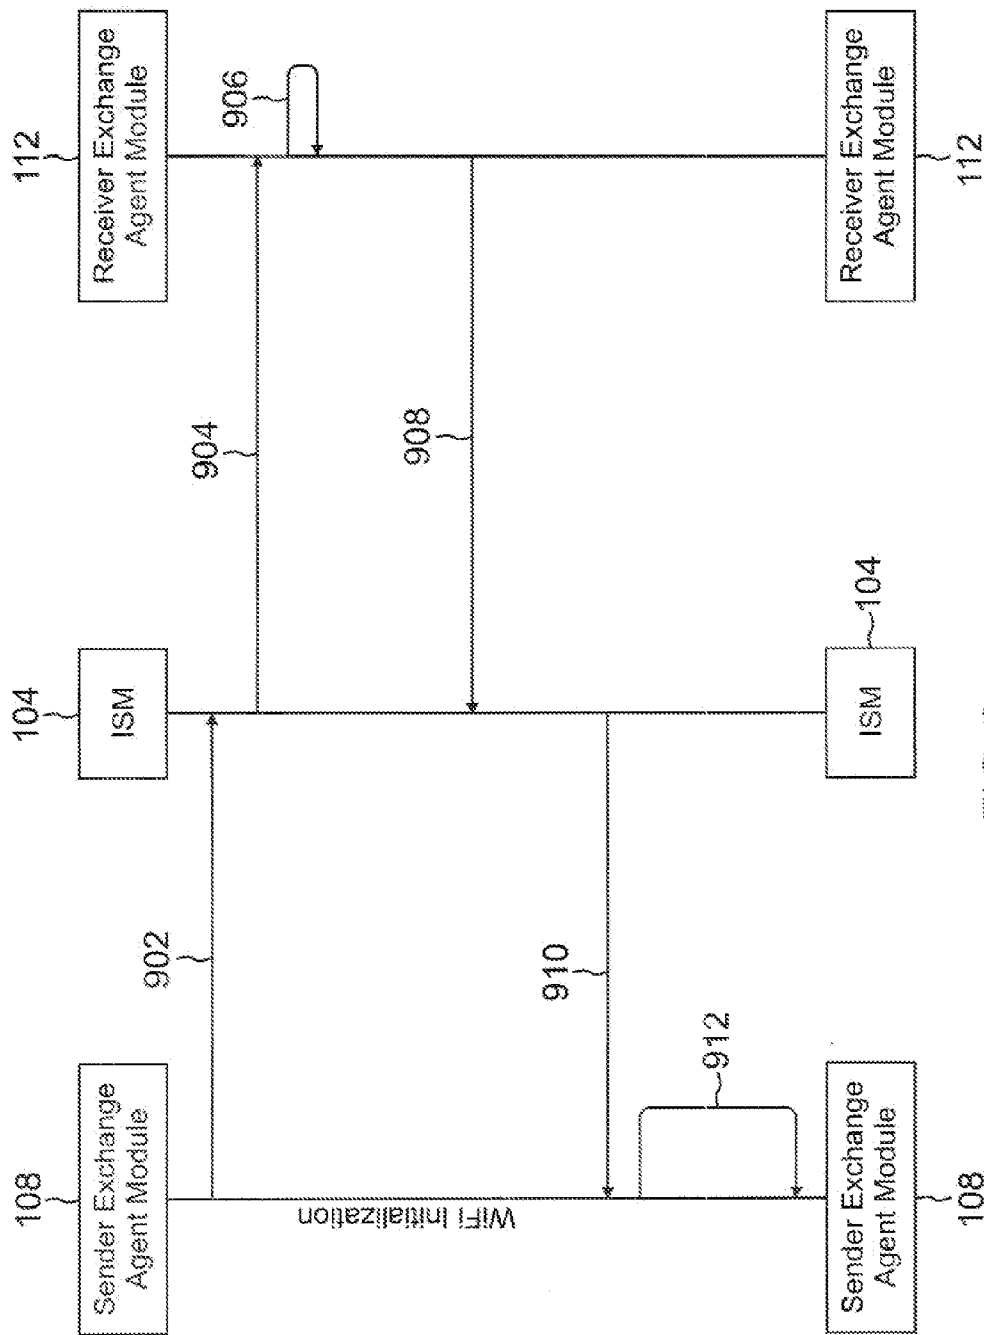 108
104
112
Sender Exchange
Agent Module
ISM
Receiver Exchange
Agent Module
902
904
906
WiFi Initialization
908
910
912
104
Sender Exchange
Agent Module
ISM
Receiver Exchange
Agent Module
108
112